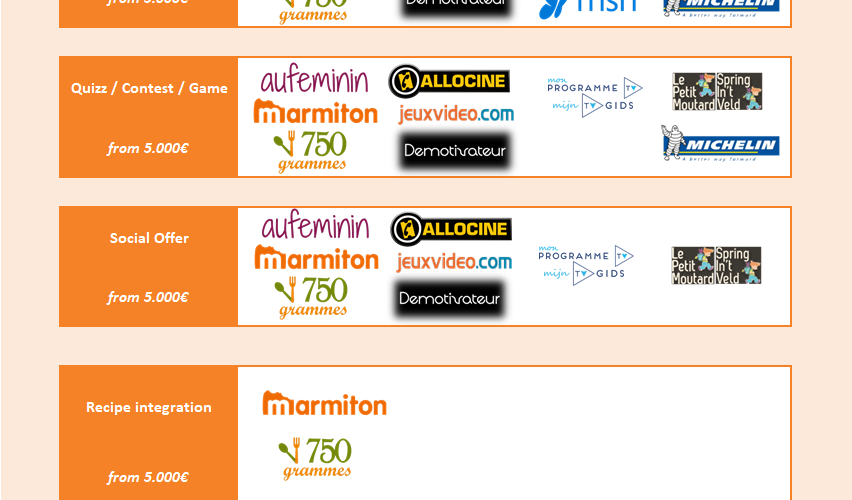 from 5.000€
750
grammes
Demotivateur
msn
MICHELIN
A better way forward
Quizz / Contest / Game
from 5.000€
aufeminin
ALLOCINE
marmiton
jeuxvideo.com
750
grammes
Demotivateur
mon
PROGRAMME TV
mijn TV GIDS
Le Petit Moutard
Spring In't Veld
MICHELIN
A better way forward
Social Offer
from 5.000€
aufeminin
ALLOCINE
marmiton
jeuxvideo.com
750
grammes
Demotivateur
mon
PROGRAMME TV
mijn TV GIDS
Le Petit Moutard
Spring In't Veld
Recipe integration
from 5.000€
marmiton
750
grammes